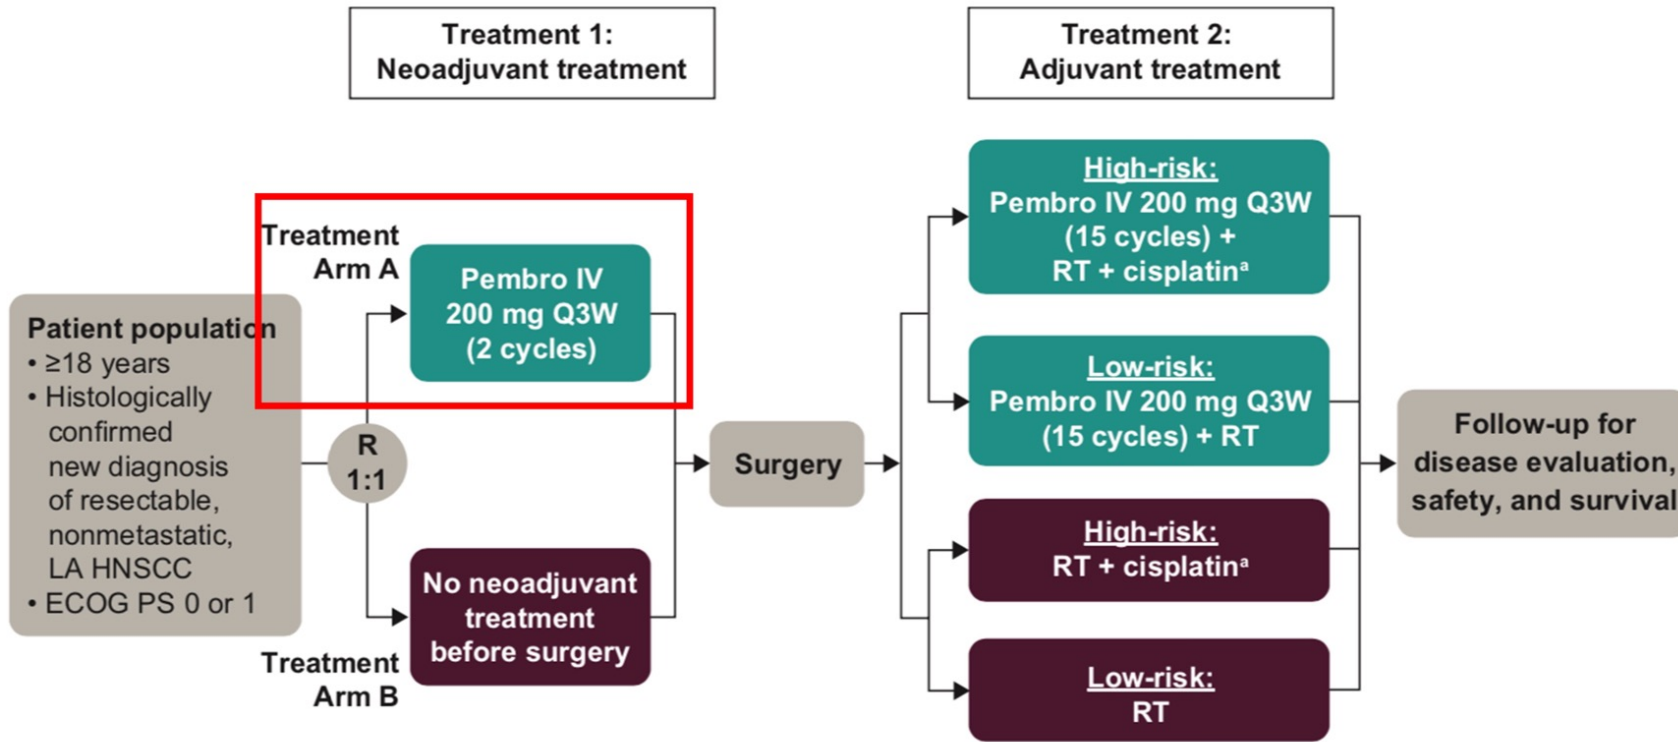 Treatment 1:
Neoadjuvant treatment
Treatment 2:
Adjuvant treatment
Patient population
• ≥18 years
• Histologically
confirmed
new diagnosis
of resectable,
nonmetastatic,
LA HNSCC
• ECOG PS 0 or 1
R
1:1
Treatment
Arm A
Pembro IV
200 mg Q3W
(2 cycles)
No neoadjuvant
treatment
before surgery
Treatment
Arm B
Surgery
High-risk:
Pembro IV 200 mg Q3W
(15 cycles) +
RT + cisplatinᵃ
Low-risk:
Pembro IV 200 mg Q3W
(15 cycles) + RT
High-risk:
RT + cisplatinᵃ
Low-risk:
RT
Follow-up for
disease evaluation,
safety, and survival